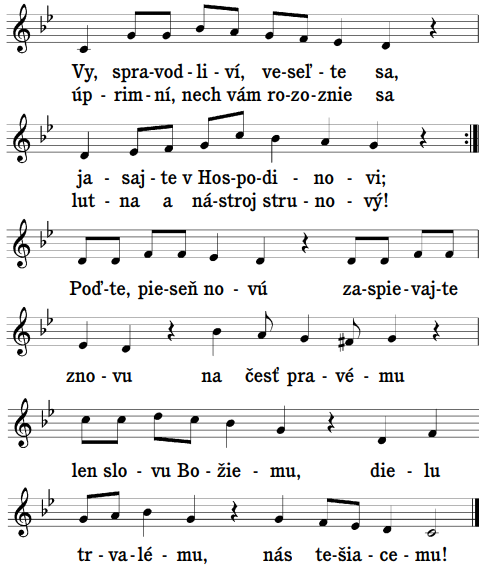 Vy, spra-vod-li-ví, ve-seľ-te sa,
úp-rim-ní, nech vám ro-zo-znie sa
ja-saj-te v Hos-po-di-no-vi;
lut-na a ná-stroj stru-no-vý!
Poď-te, pie-seň no-vú za-spie-vaj-te
zno-vu na česť pra-vé-mu
len slo-vu Bo-žie-mu, die-lu
tr-va-lé-mu, nás te-šia-ce-mu!